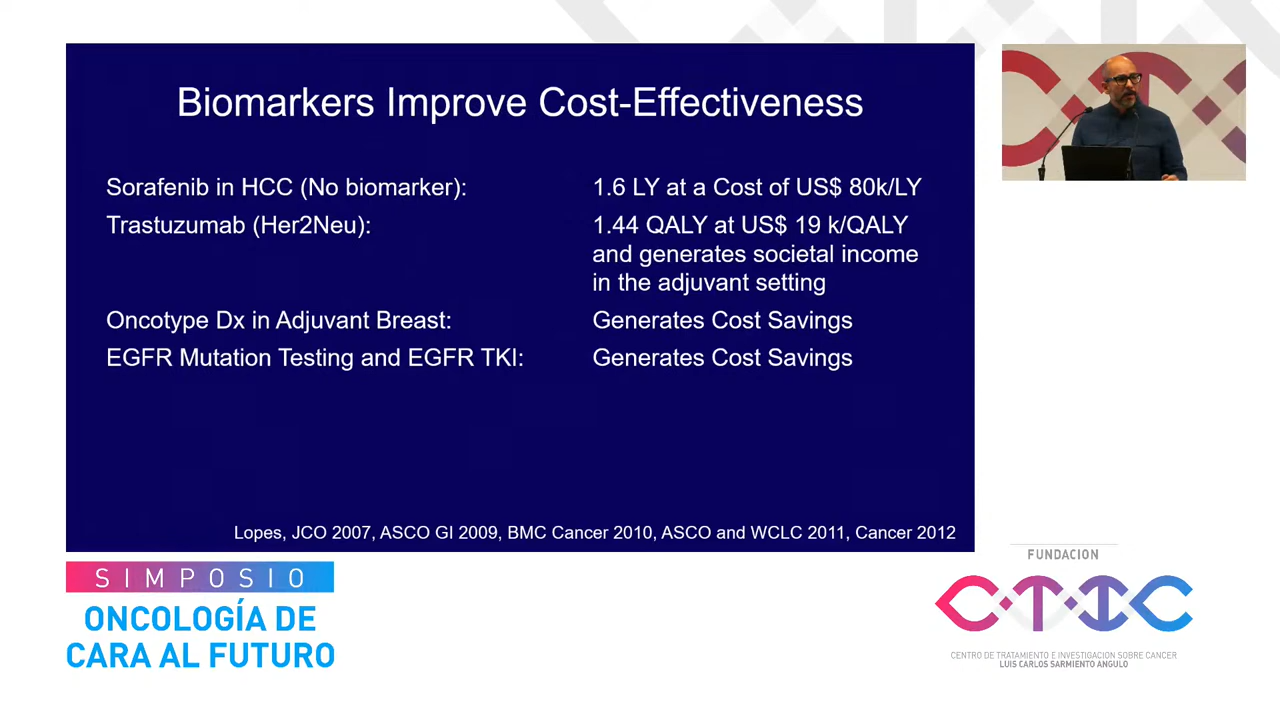 Biomarkers Improve Cost-Effectiveness
Sorafenib in HCC (No biomarker): 1.6 LY at a Cost of US$ 80k/LY
Trastuzumab (Her2Neu): 1.44 QALY at US$ 19 k/QALY
and generates societal income
in the adjuvant setting
Oncotype Dx in Adjuvant Breast: Generates Cost Savings
EGFR Mutation Testing and EGFR TKI: Generates Cost Savings
Lopes, JCO 2007, ASCO GI 2009, BMC Cancer 2010, ASCO and WCLC 2011, Cancer 2012
SIMPOSIO
ONCOLOGÍA DE
CARA AL FUTURO
FUNDACION
CTIC
CENTRO DE TRATAMIENTO E INVESTIGACION SOBRE CANCER
LUIS CARLOS SARMIENTO ANGULO